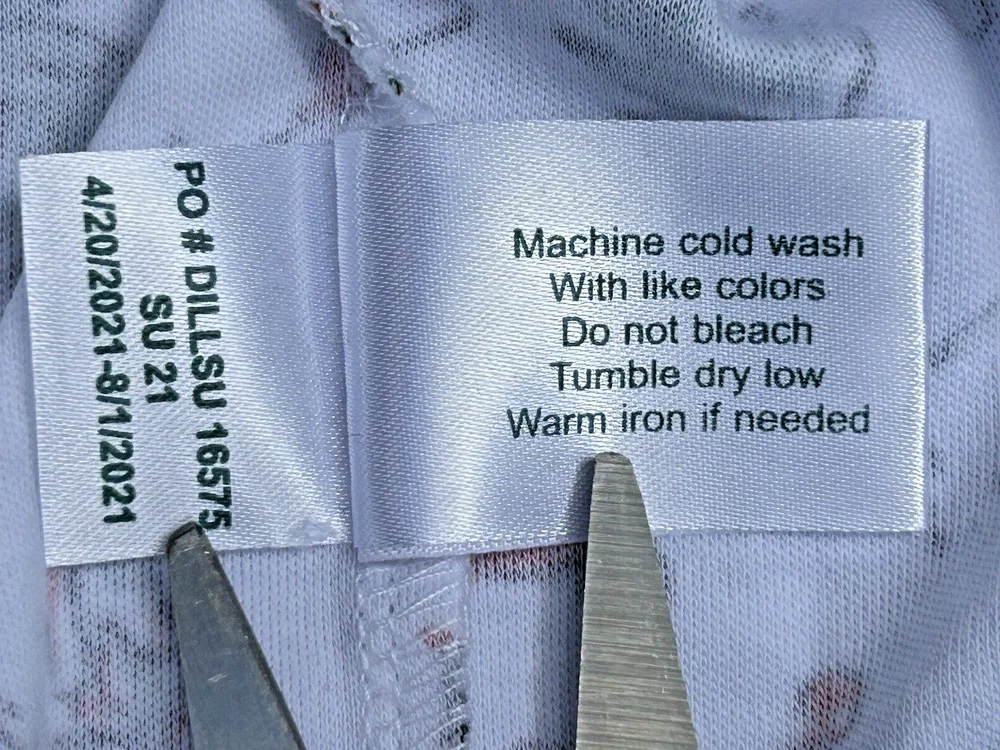 PO # DILLSU 16575
SU 21
4/20/2021-8/1/2021
Machine cold wash
With like colors
Do not bleach
Tumble dry low
Warm iron if needed